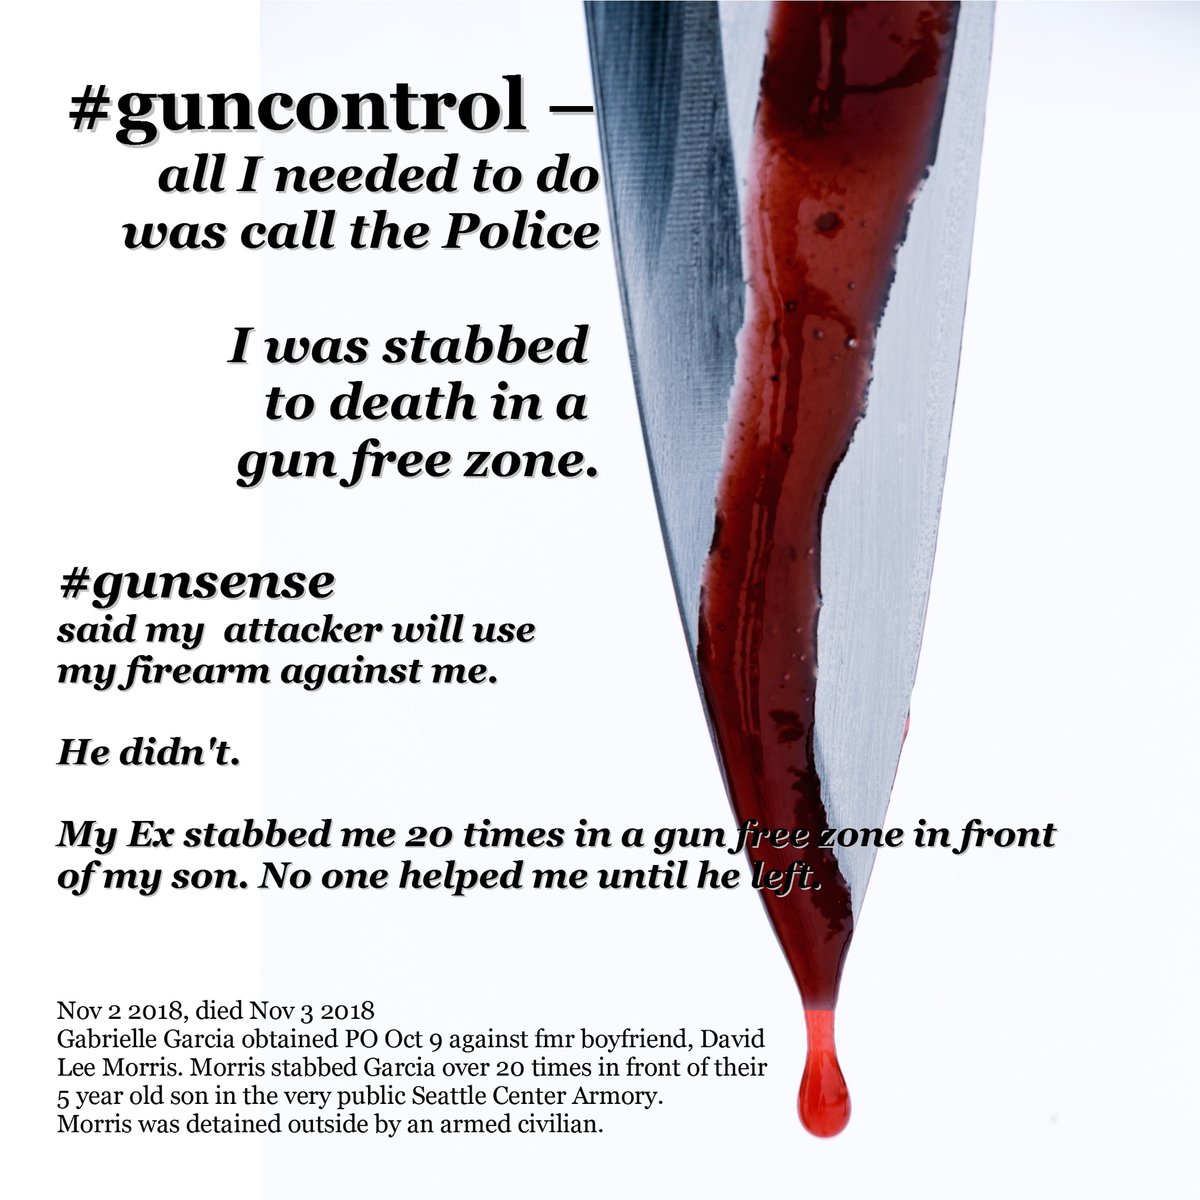 #guncontrol –
all I needed to do
was call the Police
I was stabbed
to death in a
gun free zone.
#gunsense
said my attacker will use
my firearm against me.
He didn't.
My Ex stabbed me 20 times in a gun free zone in front
of my son. No one helped me until he left.
Nov 2 2018, died Nov 3 2018
Gabrielle Garcia obtained PO Oct 9 against fmr boyfriend, David
Lee Morris. Morris stabbed Garcia over 20 times in front of their
5 year old son in the very public Seattle Center Armory.
Morris was detained outside by an armed civilian.